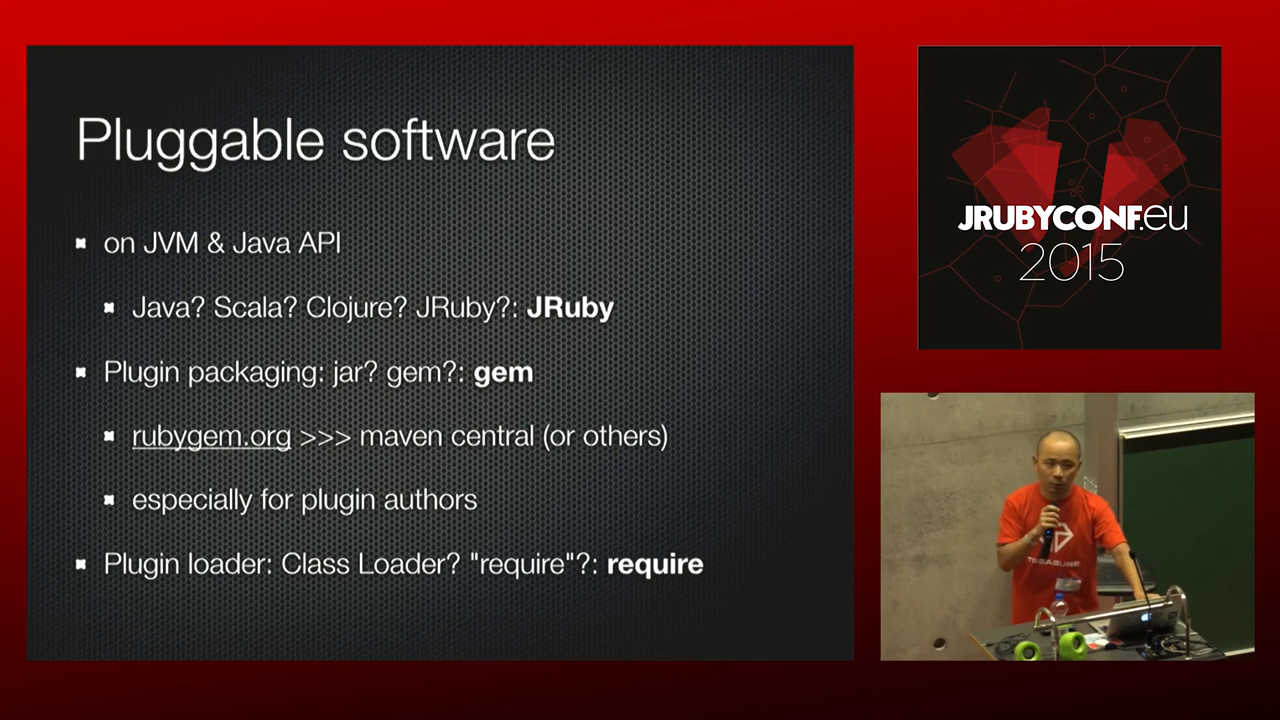 Pluggable software
on JVM & Java API
Java? Scala? Clojure? JRuby?: JRuby
Plugin packaging: jar? gem?: gem
rubygem.org >>> maven central (or others)
especially for plugin authors
Plugin loader: Class Loader? "require"?: require
JRUBYCONF.eu
2015
TREASURE